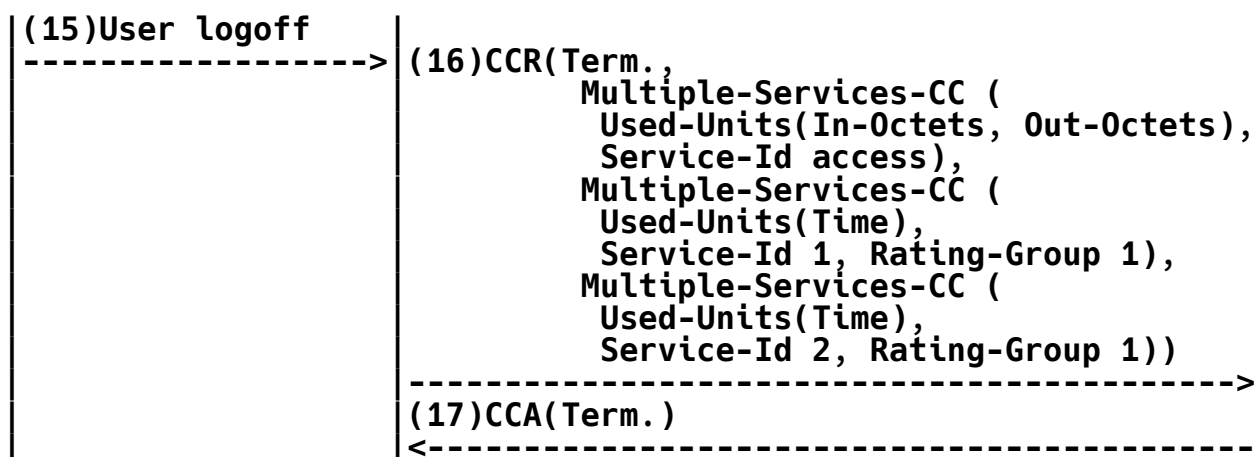 |(15)User logoff    |
|------------------>|(16)CCR(Term.,
|                   |         Multiple-Services-CC (
|                   |          Used-Units(In-Octets, Out-Octets),
|                   |          Service-Id access),
|                   |         Multiple-Services-CC (
|                   |          Used-Units(Time),
|                   |          Service-Id 1, Rating-Group 1),
|                   |         Multiple-Services-CC (
|                   |          Used-Units(Time),
|                   |          Service-Id 2, Rating-Group 1))
|                   |------------------------------------------->
|                   |(17)CCA(Term.)
|                   |<-------------------------------------------